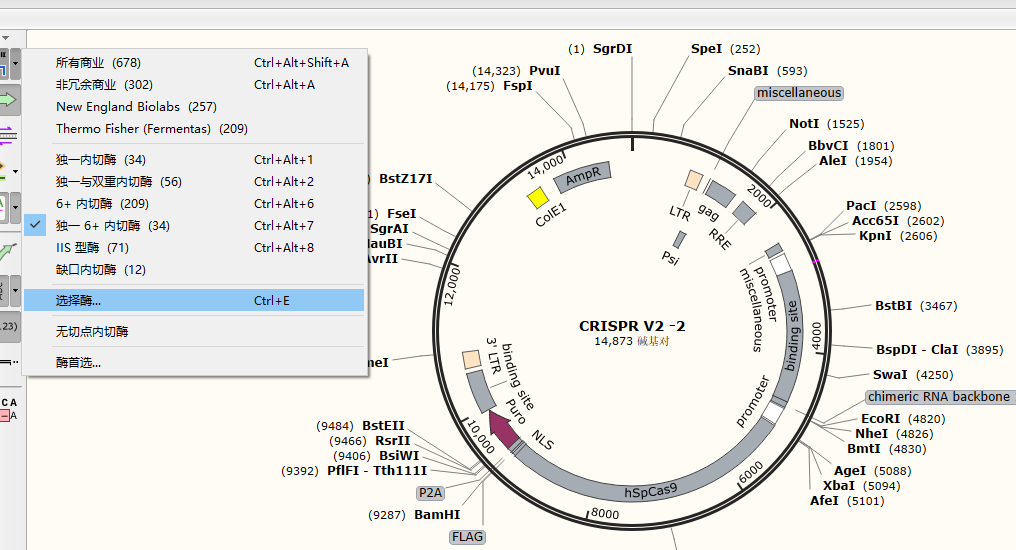 所有商业 (678) Ctrl+Alt+Shift+A
非冗余商业 (302) Ctrl+Alt+A
New England Biolabs (257)
Thermo Fisher (Fermentas) (209)
独一内切酶 (34) Ctrl+Alt+1
独一与双重内切酶 (56) Ctrl+Alt+2
6+ 内切酶 (209) Ctrl+Alt+6
独一 6+ 内切酶 (34) Ctrl+Alt+7
IIS 型酶 (71) Ctrl+Alt+8
缺口内切酶 (12)
选择酶... Ctrl+E
无切点内切酶
酶首选...
(1) SgrDI
SpeI (252)
(14,323) PvuI
SnaBI (593)
(14,175) FspI
miscellaneous
NotI (1525)
BbvCI (1801)
AleI (1954)
BstZ17I
PacI (2598)
FseI
Acc65I (2602)
SgrAI
KpnI (2606)
AvrII
BstBI (3467)
BspDI - ClaI (3895)
SwaI (4250)
chimeric RNA backbone
EcoRI (4820)
NheI (4826)
BmtI (4830)
AgeI (5088)
XbaI (5094)
AfeI (5101)
(9484) BstEII
(9466) RsrII
(9406) BsiWI
(9392) PflFI - Tth111I
P2A
(9287) BamHI
FLAG
CRISPR V2 -2
14,873 碱基对
14,000
2000
4000
6000
8000
10,000
12,000
AmpR
ColE1
LTR
gag
RRE
Psi
promoter
miscellaneous
binding site
promoter
hSpCas9
NLS
Puro
binding site
3' LTR